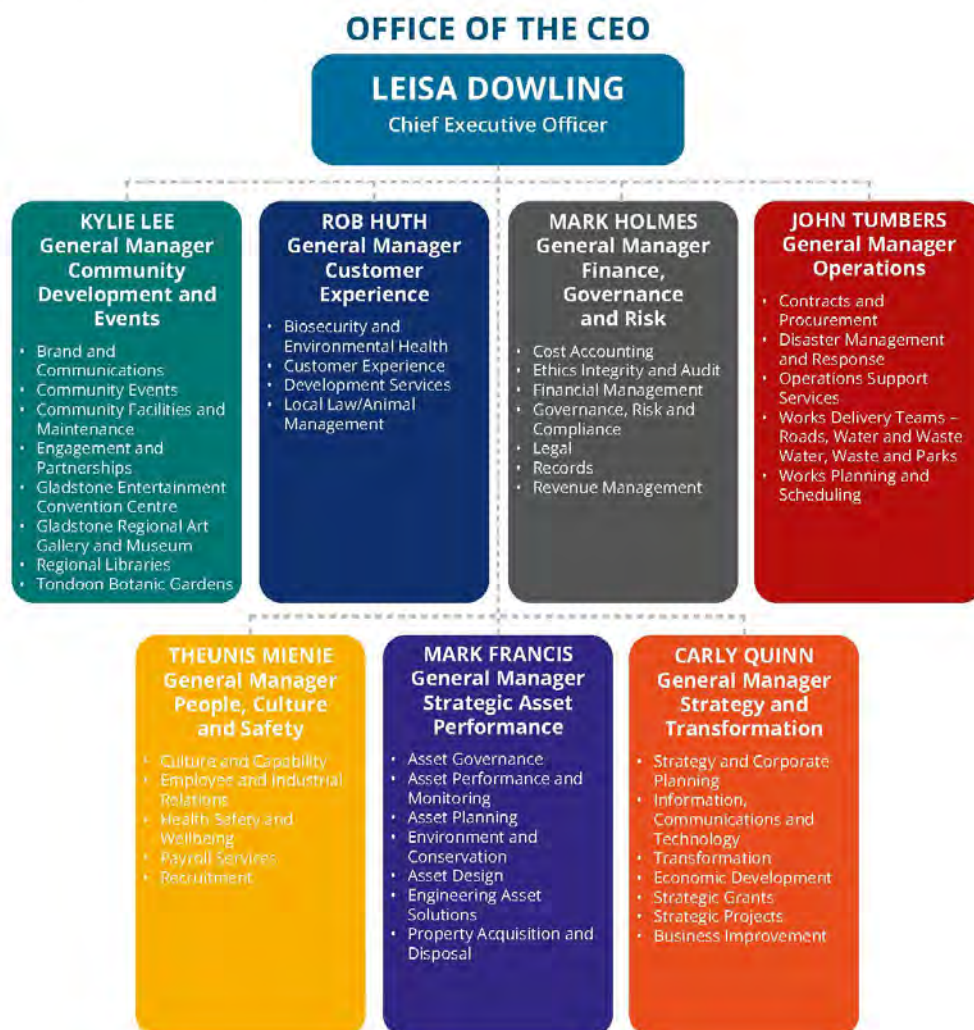 OFFICE OF THE CEO
LEISA DOWLING
Chief Executive Officer
KYLIE LEE
General Manager
Community
Development and
Events
• Brand and
Communications
• Community Events
• Community Facilities and
Maintenance
• Engagement and
Partnerships
• Gladstone Entertainment
Convention Centre
• Gladstone Regional Art
Gallery and Museum
• Regional Libraries
• Tondoon Botanic Gardens
ROB HUTH
General Manager
Customer
Experience
• Biosecurity and
Environmental Health
• Customer Experience
• Development Services
• Local Law/Animal
Management
MARK HOLMES
General Manager
Finance,
Governance
and Risk
• Cost Accounting
• Ethics Integrity and Audit
• Financial Management
• Governance, Risk and
Compliance
• Legal
• Records
• Revenue Management
JOHN TUMBERS
General Manager
Operations
• Contracts and
Procurement
• Disaster Management
and Response
• Operations Support
Services
• Works Delivery Teams –
Roads, Water and Waste
Water, Waste and Parks
• Works Planning and
Scheduling
THEUNIS MIENIE
General Manager
People, Culture
and Safety
• Culture and Capability
• Employee and Industrial
Relations
• Health Safety and
Wellbeing
• Payroll Services
• Recruitment
MARK FRANCIS
General Manager
Strategic Asset
Performance
• Asset Governance
• Asset Performance and
Monitoring
• Asset Planning
• Environment and
Conservation
• Asset Design
• Engineering Asset
Solutions
• Property Acquisition and
Disposal
CARLY QUINN
General Manager
Strategy and
Transformation
• Strategy and Corporate
Planning
• Information,
Communications and
Technology
• Transformation
• Economic Development
• Strategic Grants
• Strategic Projects
• Business Improvement